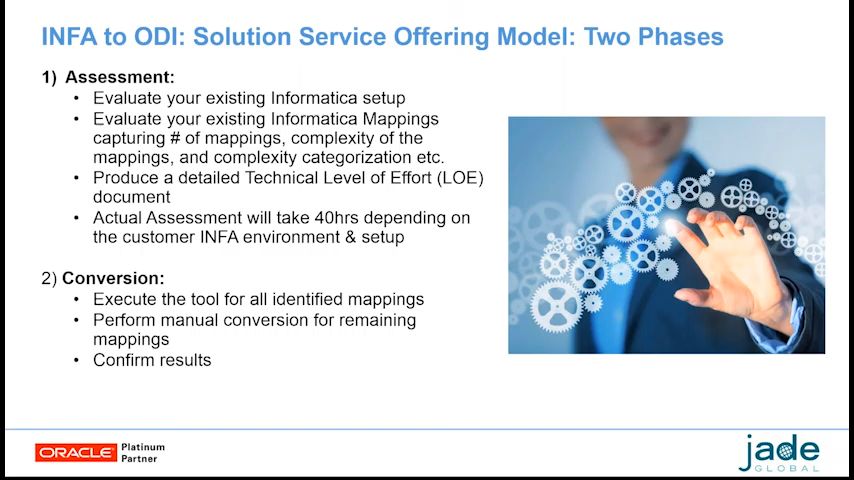 INFA to ODI: Solution Service Offering Model: Two Phases
1) Assessment:
• Evaluate your existing Informatica setup
• Evaluate your existing Informatica Mappings
capturing # of mappings, complexity of the
mappings, and complexity categorization etc.
• Produce a detailed Technical Level of Effort (LOE)
document
• Actual Assessment will take 40hrs depending on
the customer INFA environment & setup
2) Conversion:
• Execute the tool for all identified mappings
• Perform manual conversion for remaining
mappings
• Confirm results
ORACLE Platinum
Partner
jade
GLOBAL